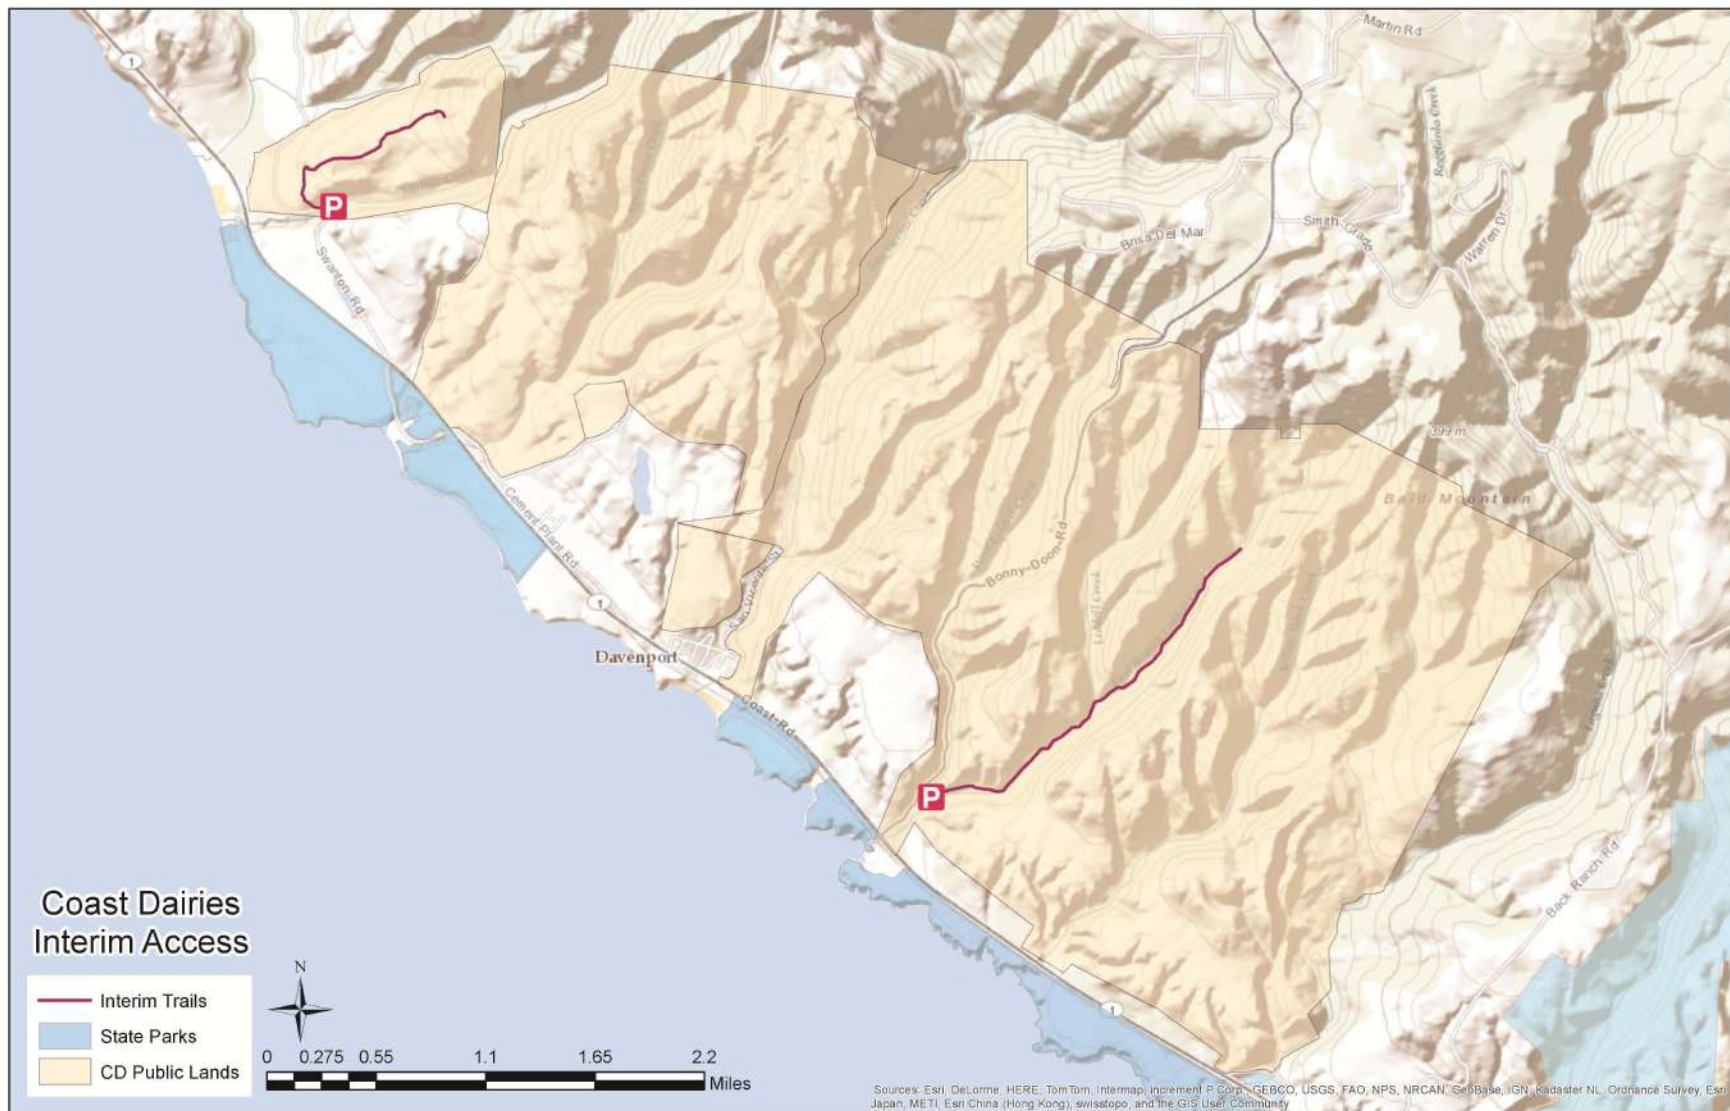 Martin Rd
1
Reggiardo Creek
Smith-Grade
Warren Dr
Brisa Del Mar
P
Swanton-Rd
399 m
Bald Mountain
Cement Plant Rd
Bonny-Doon-Rd
San Vicente St
Liddell Creek
1
Davenport
Coast-Rd
P
Back Ranch Rd
1
Coast Dairies
Interim Access
N
Interim Trails
State Parks
CD Public Lands
0 0.275 0.55 1.1 1.65 2.2
Miles
Sources: Esri, DeLorme, HERE, TomTom, Intermap, increment P Corp., GEBCO, USGS, FAO, NPS, NRCAN, GeoBase, IGN, Kadaster NL, Ordnance Survey, Esri
Japan, METI, Esri China (Hong Kong), swisstopo, and the GIS User Community